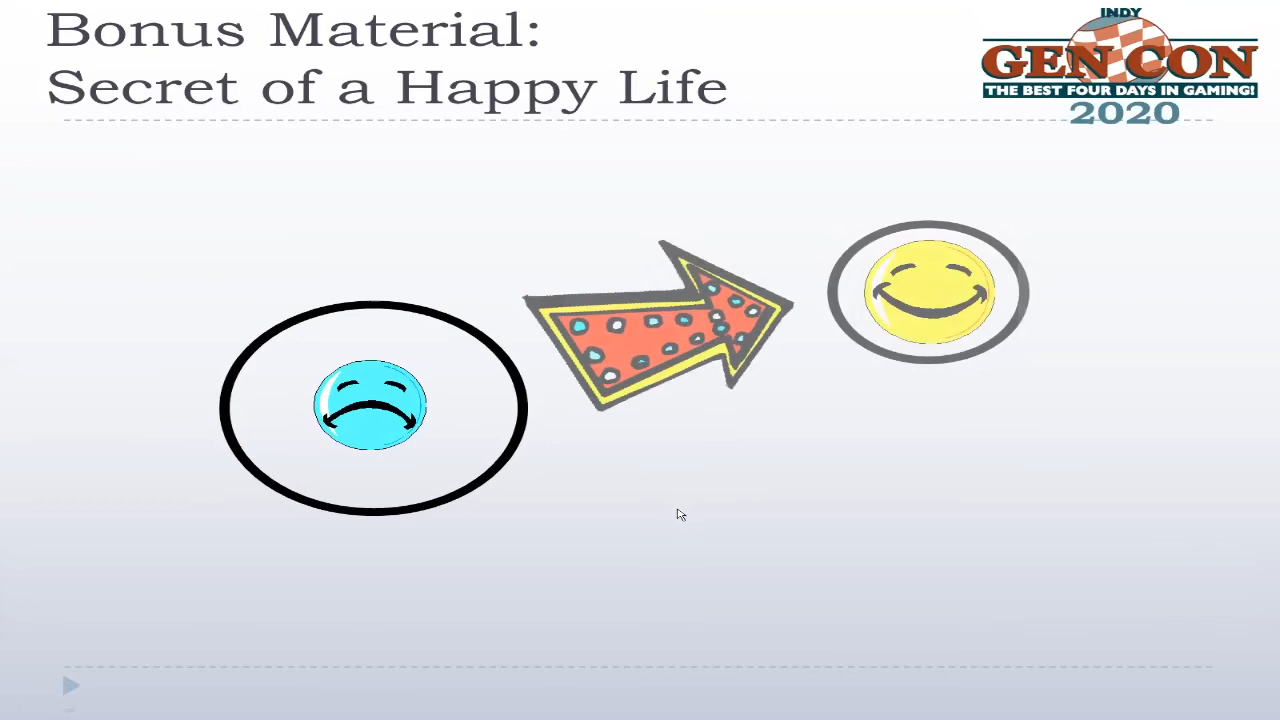 Bonus Material:
Secret of a Happy Life
INDY
GEN CON
THE BEST FOUR DAYS IN GAMING!
2020